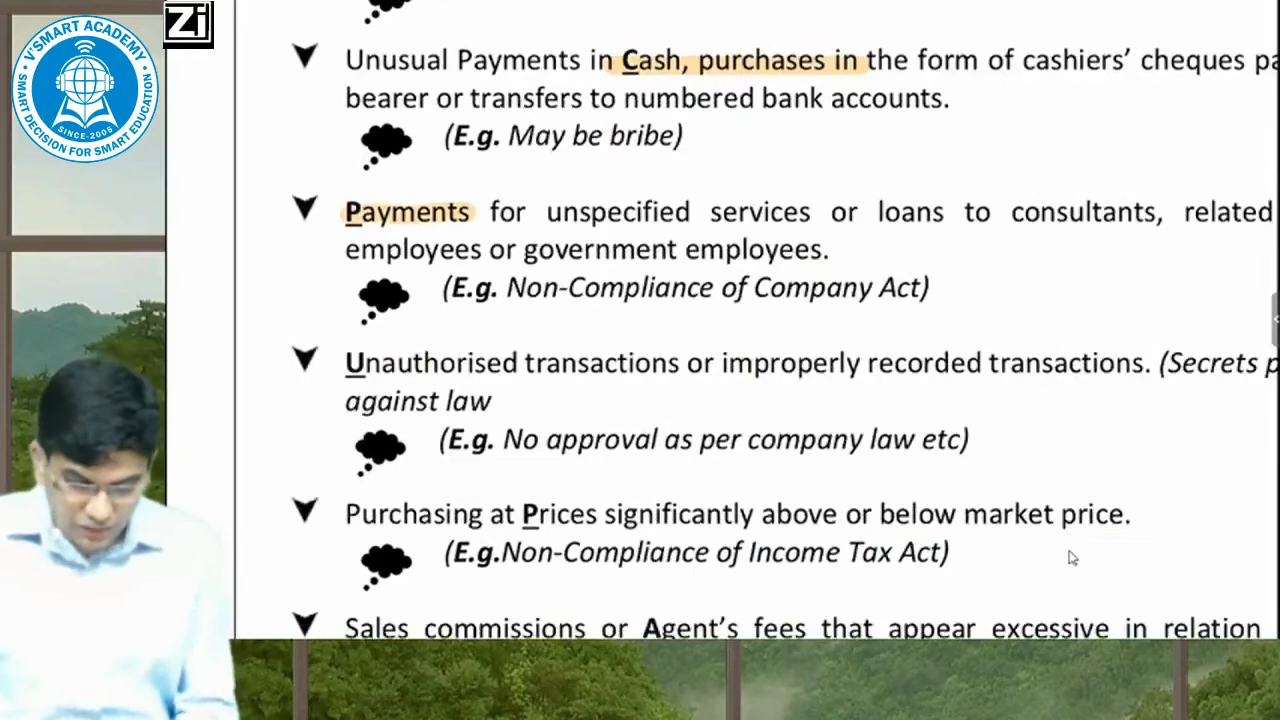 V'SMART ACADEMY
SMART DECISION FOR SMART EDUCATION
SINCE-2005
Zj
Unusual Payments in Cash, purchases in the form of cashiers' cheques
bearer or transfers to numbered bank accounts.
(E.g. May be bribe)
Payments for unspecified services or loans to consultants, related
employees or government employees.
(E.g. Non-Compliance of Company Act)
Unauthorised transactions or improperly recorded transactions. (Secrets
against law
(E.g. No approval as per company law etc)
Purchasing at Prices significantly above or below market price.
(E.g.Non-Compliance of Income Tax Act)
Sales commissions or Agent's fees that appear excessive in relation